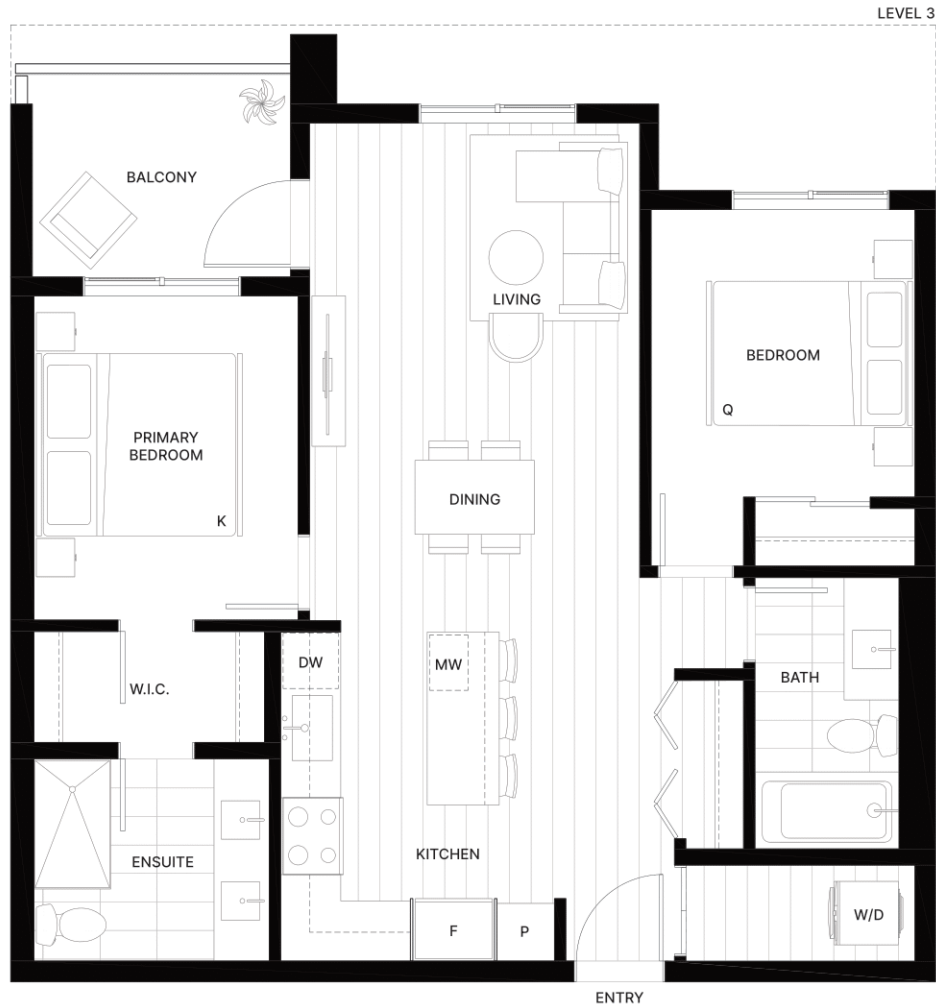 LEVEL 3
BALCONY
LIVING
BEDROOM
Q
PRIMARY
BEDROOM
K
DINING
DW
MW
W.I.C.
BATH
KITCHEN
ENSUITE
F
P
W/D
ENTRY